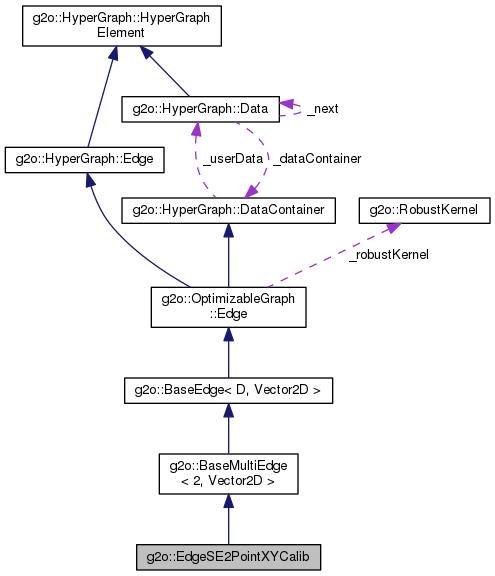 g2o::HyperGraph::HyperGraph
Element
g2o::HyperGraph::Data
_next
g2o::HyperGraph::Edge
_userData
_dataContainer
g2o::HyperGraph::DataContainer
g2o::RobustKernel
_robustKernel
g2o::OptimizableGraph
::Edge
g2o::BaseEdge< D, Vector2D >
g2o::BaseMultiEdge
< 2, Vector2D >
g2o::EdgeSE2PointXYCalib